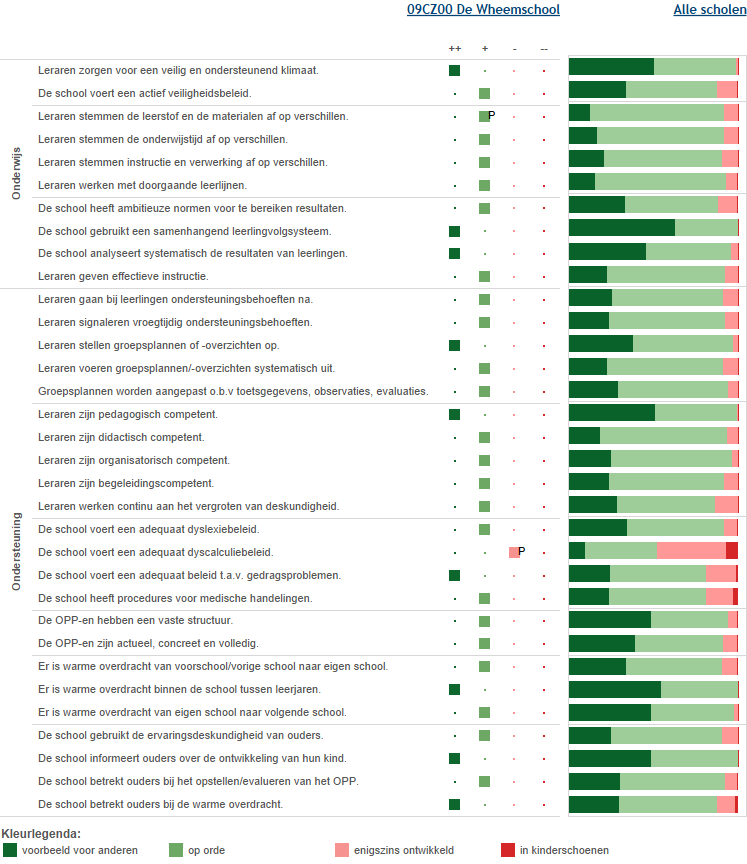 09CZ00 De Wheemschool Alle scholen
++ + - --
Onderwijs
Leraren zorgen voor een veilig en ondersteunend klimaat.
De school voert een actief veiligheidsbeleid.
Leraren stemmen de leerstof en de materialen af op verschillen. P
Leraren stemmen de onderwijstijd af op verschillen.
Leraren stemmen instructie en verwerking af op verschillen.
Leraren werken met doorgaande leerlijnen.
De school heeft ambitieuze normen voor te bereiken resultaten.
De school gebruikt een samenhangend leerlingvolgsysteem.
De school analyseert systematisch de resultaten van leerlingen.
Leraren geven effectieve instructie.
Ondersteuning
Leraren gaan bij leerlingen ondersteuningsbehoeften na.
Leraren signaleren vroegtijdig ondersteuningsbehoeften.
Leraren stellen groepsplannen of -overzichten op.
Leraren voeren groepsplannen/-overzichten systematisch uit.
Groepsplannen worden aangepast o.b.v toetsgegevens, observaties, evaluaties.
Leraren zijn pedagogisch competent.
Leraren zijn didactisch competent.
Leraren zijn organisatorisch competent.
Leraren zijn begeleidingscompetent.
Leraren werken continu aan het vergroten van deskundigheid.
De school voert een adequaat dyslexiebeleid.
De school voert een adequaat dyscalculiebeleid. P
De school voert een adequaat beleid t.a.v. gedragsproblemen.
De school heeft procedures voor medische handelingen.
De OPP-en hebben een vaste structuur.
De OPP-en zijn actueel, concreet en volledig.
Er is warme overdracht van voorschool/vorige school naar eigen school.
Er is warme overdracht binnen de school tussen leerjaren.
Er is warme overdracht van eigen school naar volgende school.
De school gebruikt de ervaringsdeskundigheid van ouders.
De school informeert ouders over de ontwikkeling van hun kind.
De school betrekt ouders bij het opstellen/evalueren van het OPP.
De school betrekt ouders bij de warme overdracht.
Kleurlegenda:
voorbeeld voor anderen op orde enigszins ontwikkeld in kinderschoenen